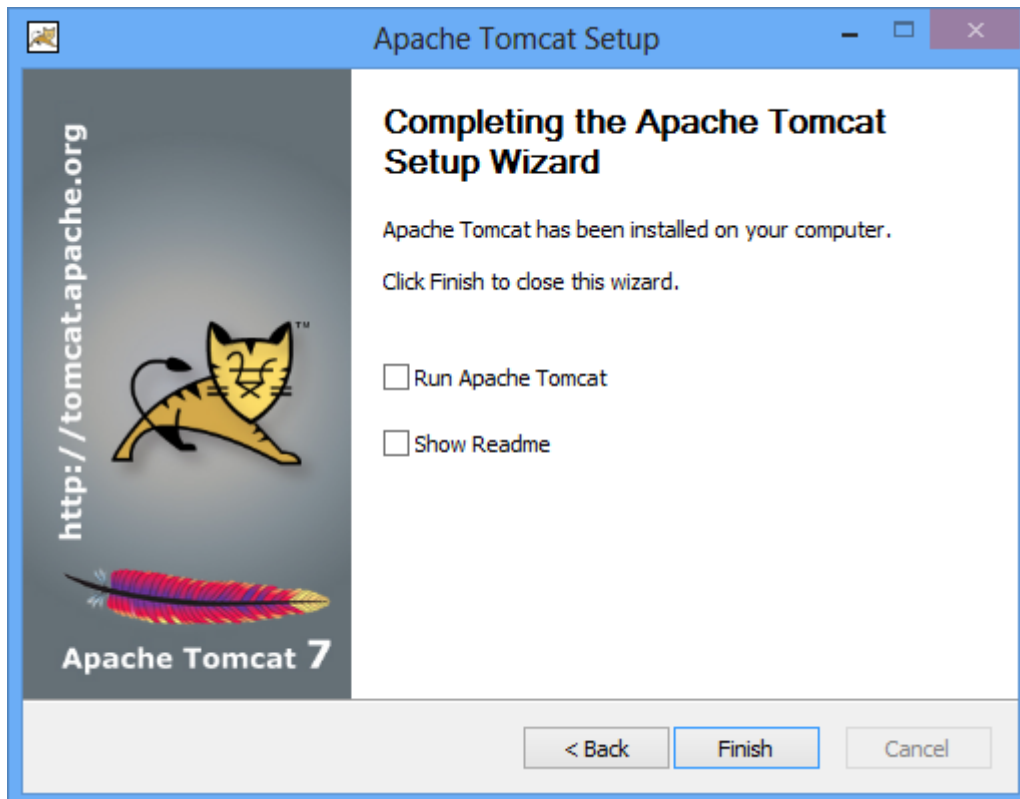 Apache Tomcat Setup
http://tomcat.apache.org
TM
Apache Tomcat 7
Completing the Apache Tomcat
Setup Wizard
Apache Tomcat has been installed on your computer.
Click Finish to close this wizard.
Run Apache Tomcat
Show Readme
< Back
Finish
Cancel